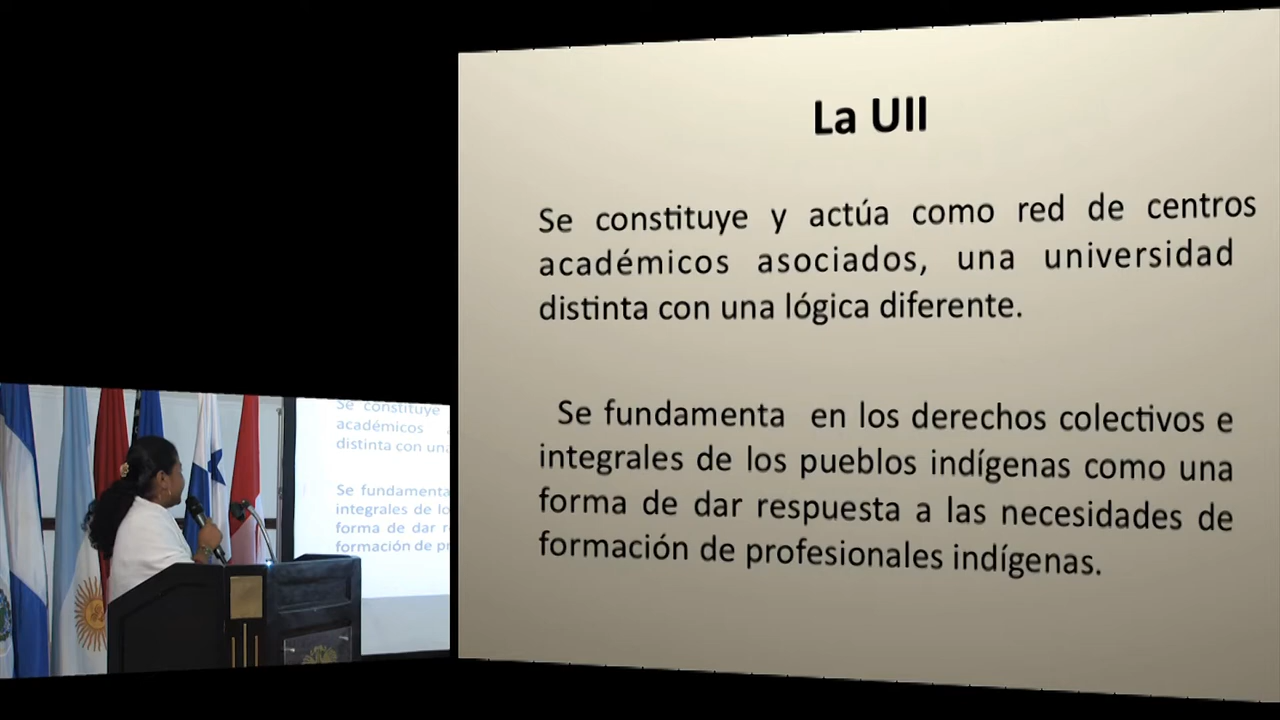 La UII
Se constituye y actúa como red de centros
académicos asociados, una universidad
distinta con una lógica diferente.
Se fundamenta en los derechos colectivos e
integrales de los pueblos indígenas como una
forma de dar respuesta a las necesidades de
formación de profesionales indígenas.
Se constituye
académicos
distinta con una
Se fundamenta
integrales de
forma de dar
formación de